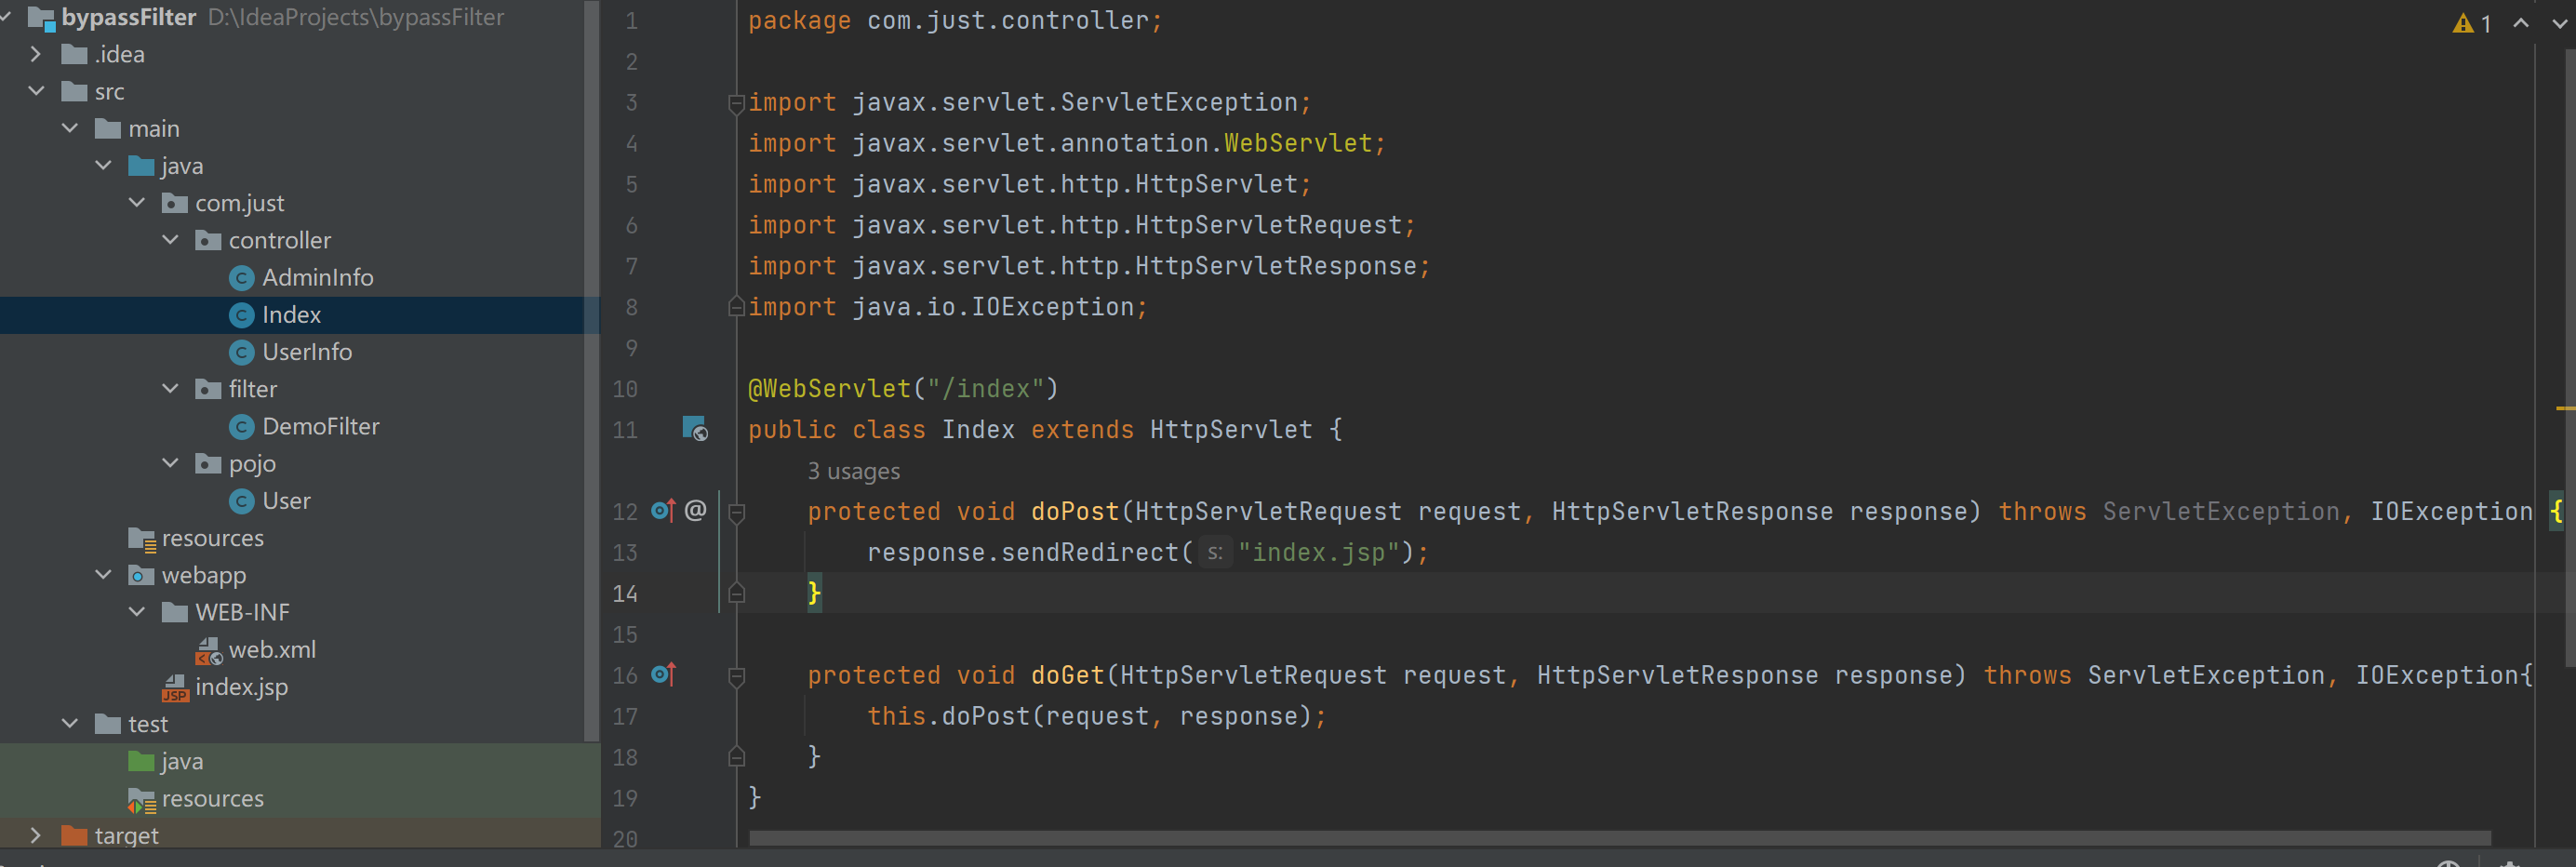 bypassFilter D:\IdeaProjects\bypassFilter
.idea
src
main
java
com.just
controller
AdminInfo
Index
UserInfo
filter
DemoFilter
pojo
User
resources
webapp
WEB-INF
web.xml
index.jsp
test
java
resources
target
1 package com.just.controller;
2
3 import javax.servlet.ServletException;
4 import javax.servlet.annotation.WebServlet;
5 import javax.servlet.http.HttpServlet;
6 import javax.servlet.http.HttpServletRequest;
7 import javax.servlet.http.HttpServletResponse;
8 import java.io.IOException;
9
10 @WebServlet("/index")
11 public class Index extends HttpServlet {
3 usages
12 @ protected void doPost(HttpServletRequest request, HttpServletResponse response) throws ServletException, IOException {
13 response.sendRedirect( s: "index.jsp");
14 }
15
16 protected void doGet(HttpServletRequest request, HttpServletResponse response) throws ServletException, IOException{
17 this.doPost(request, response);
18 }
19 }
20
1